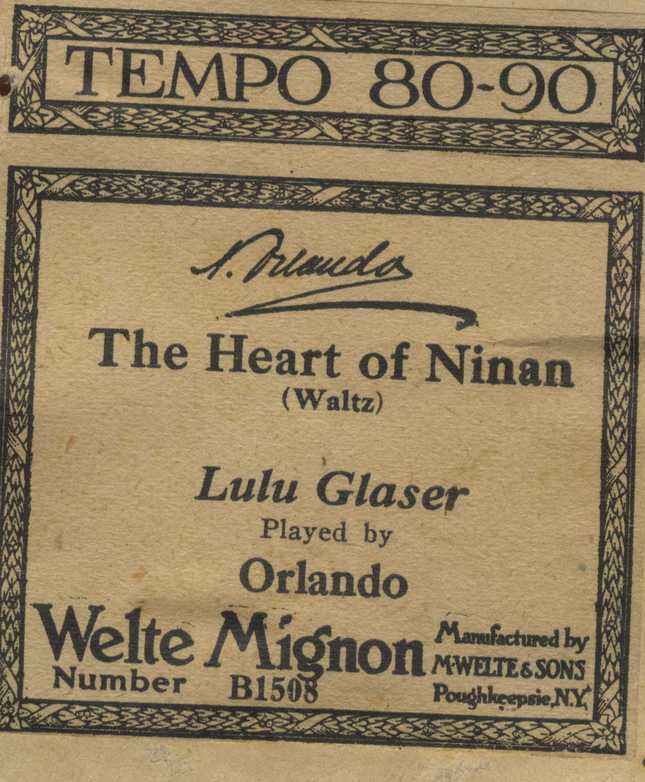 TEMPO 80-90
N. Orlando
The Heart of Ninan
(Waltz)
Lulu Glaser
Played by
Orlando
Welte Mignon
Number B1508
Manufactured by
M.WELTE & SONS
Poughkeepsie, N.Y.